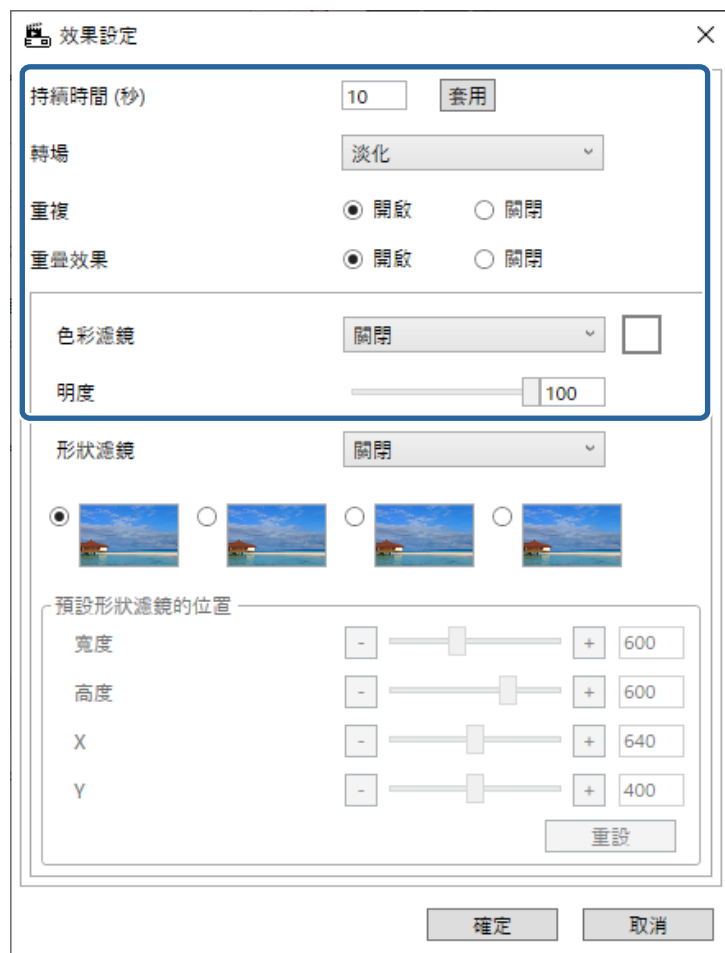 效果設定
持續時間 (秒) 10 套用
轉場 淡化
重複 開啟 關閉
重疊效果 開啟 關閉
色彩濾鏡 關閉
明度 100
形狀濾鏡 關閉
預設形狀濾鏡的位置
寬度 - + 600
高度 - + 600
X - + 640
Y - + 400
重設
確定 取消